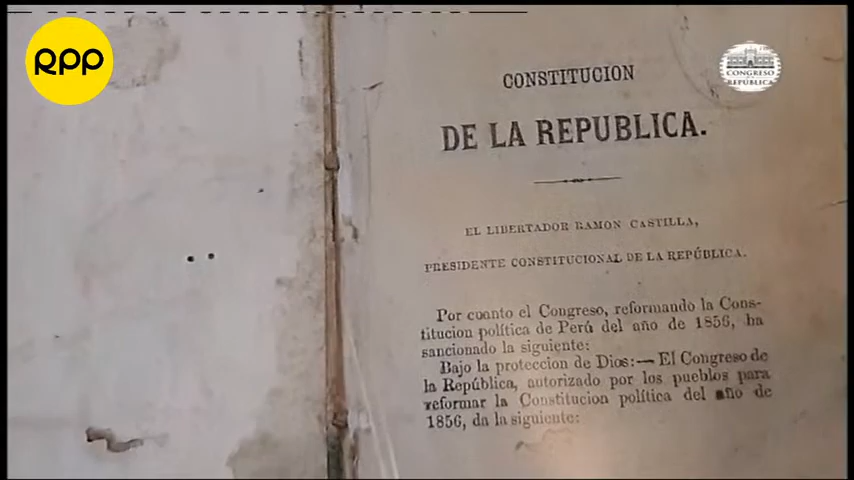 RPP
CONGRESO
REPÚBLICA
CONSTITUCION
DE LA REPUBLICA.
EL LIBERTADOR RAMON CASTILLA,
PRESIDENTE CONSTITUCIONAL DE LA REPÚBLICA.
Por cuanto el Congreso, reformando la Cons-
titucion política de Perú del año de 1856, ha
sancionado la siguiente:
Bajo la proteccion de Dios:— El Congreso de
la República, autorizado por los pueblos para
reformar la Constitucion política del año de
1856, da la siguiente: